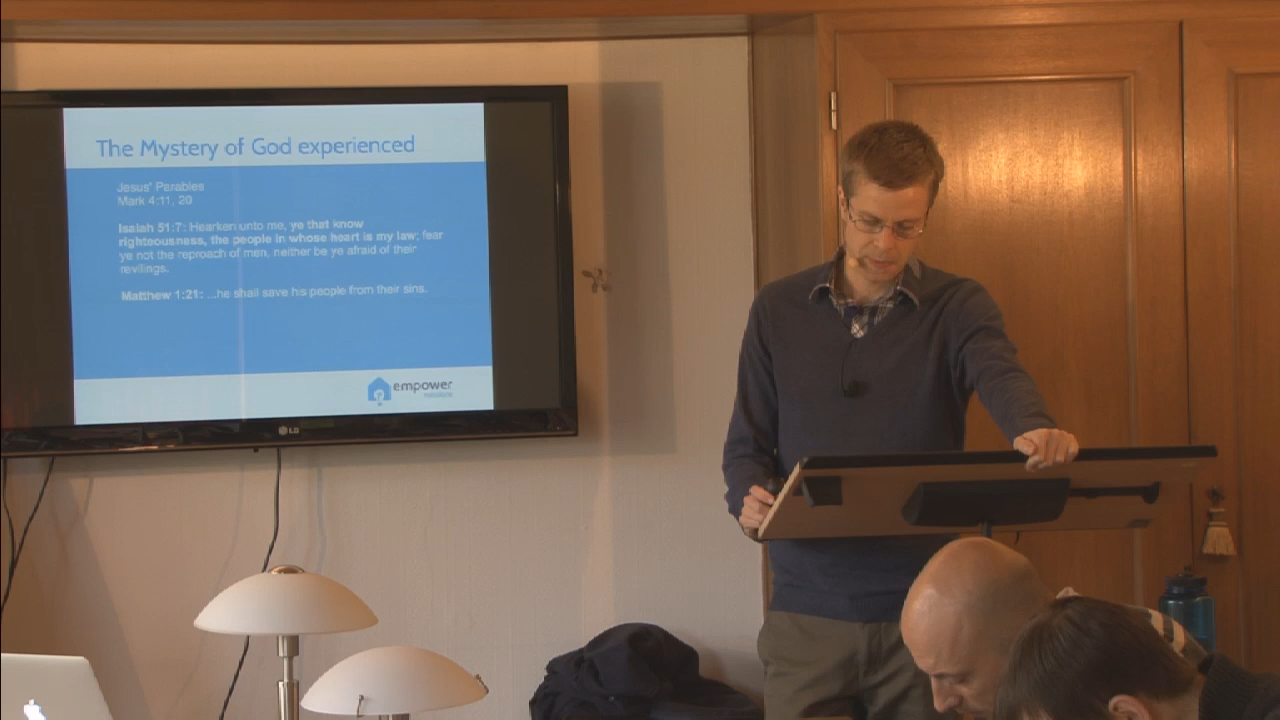 The Mystery of God experienced
Jesus' Parables
Mark 4:11, 20
Isaiah 51:7: Hearken unto me, ye that know
righteousness, the people in whose heart is my law; fear
ye not the reproach of men, neither be ye afraid of their
revilings.
Matthew 1:21: ...he shall save his people from their sins.
empower
LG